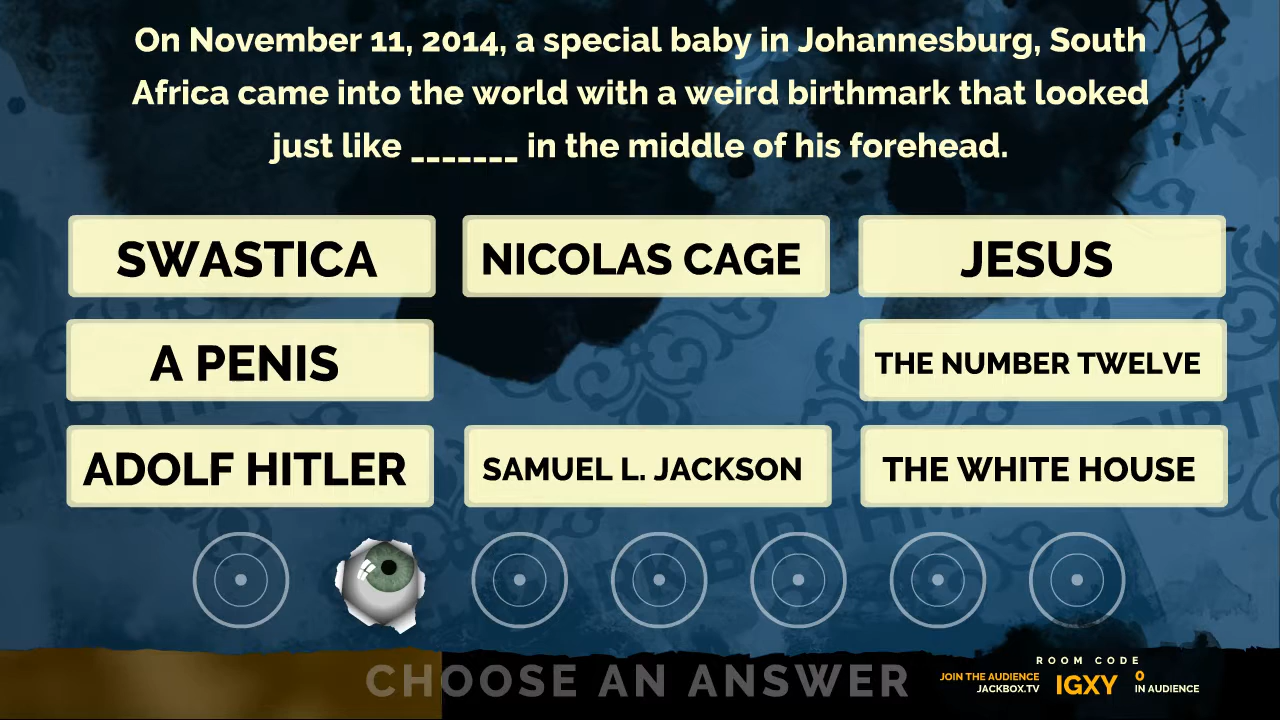 On November 11, 2014, a special baby in Johannesburg, South
Africa came into the world with a weird birthmark that looked
just like _______ in the middle of his forehead.
SWASTICA
NICOLAS CAGE
JESUS
A PENIS
THE NUMBER TWELVE
ADOLF HITLER
SAMUEL L. JACKSON
THE WHITE HOUSE
CHOOSE AN ANSWER
ROOM CODE
JOIN THE AUDIENCE
JACKBOX.TV
IGXY
0
IN AUDIENCE